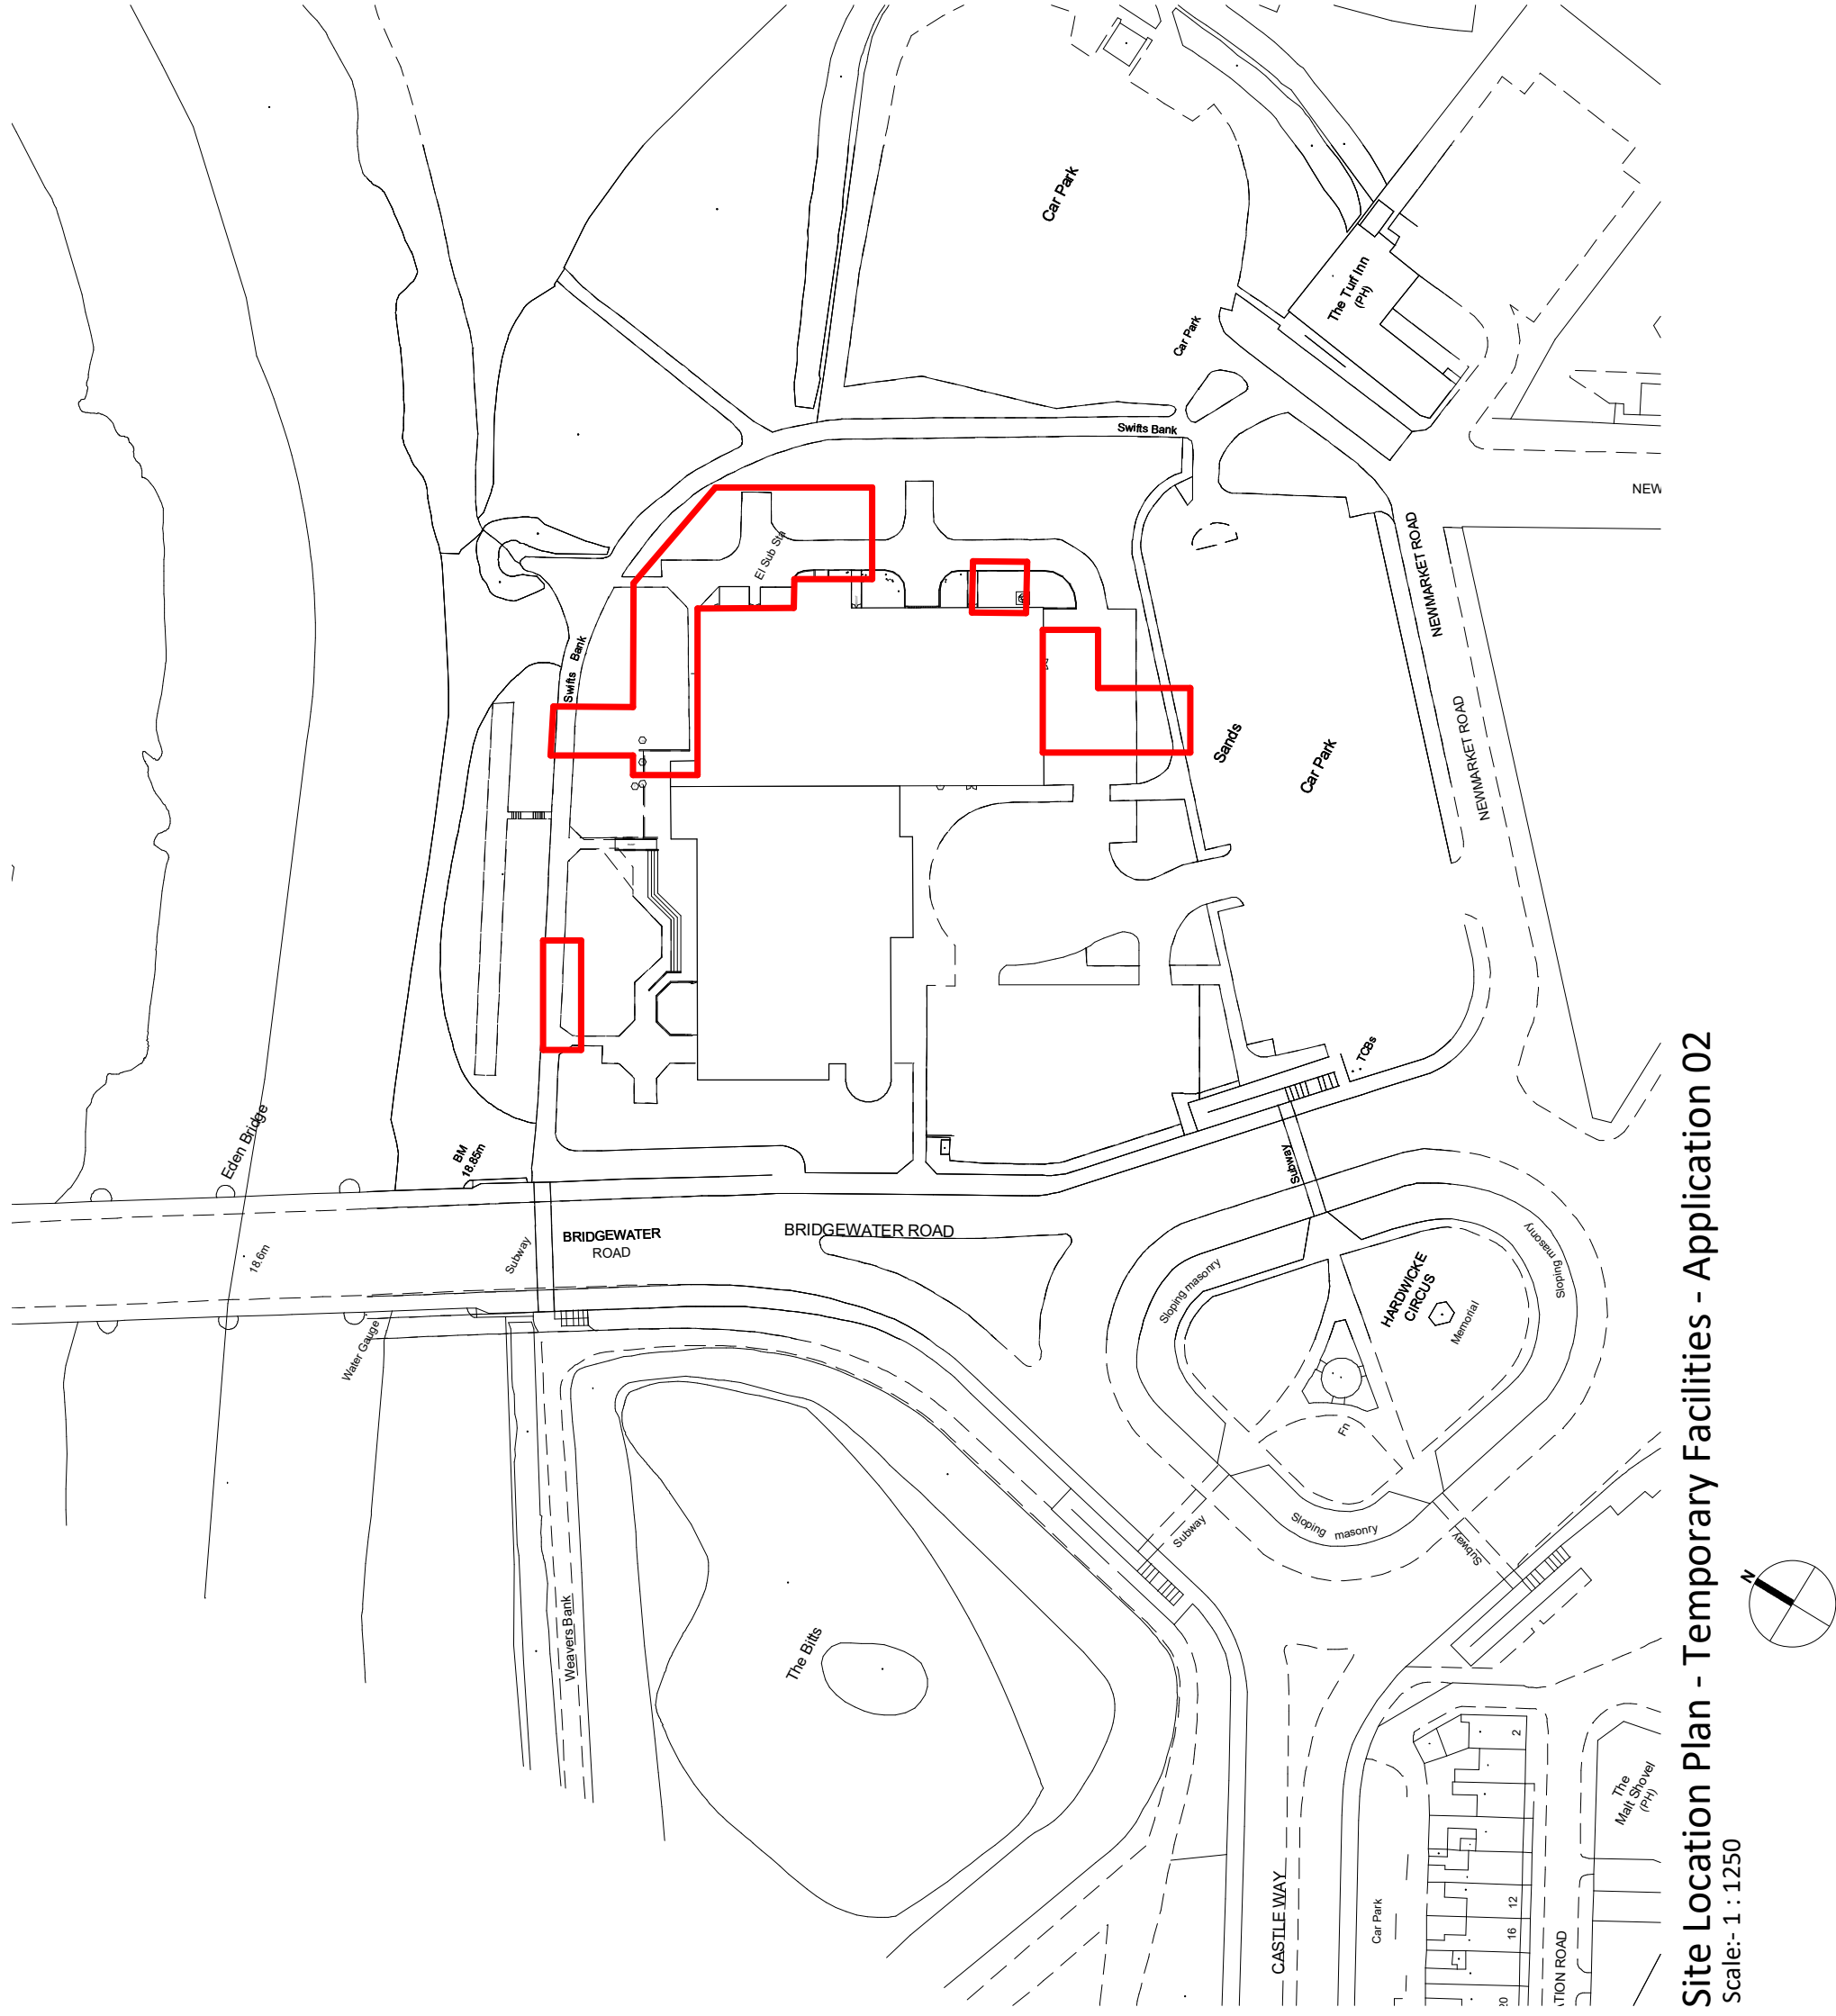 Car Park
The Turf Inn
(PH)
Car Park
Swifts Bank
NEW
El Sub Sta
NEWMARKET ROAD
Swifts Bank
NEWMARKET ROAD
Sands
Car Park
TCBs
Eden Bridge
BM
18.85m
Subway
BRIDGEWATER
ROAD
BRIDGEWATER ROAD
Subway
18.6m
Sloping masonry
Sloping masonry
HARDWICKE
CIRCUS
Memorial
Water Gauge
Fn
Subway
Sloping masonry
Subway
Weavers Bank
The Bitts
N
2
The
Malt Shovel
(PH)
CASTLE WAY
Car Park
12
16
20
TION ROAD
Site Location Plan - Temporary Facilities - Application 02
Scale:- 1 : 1250